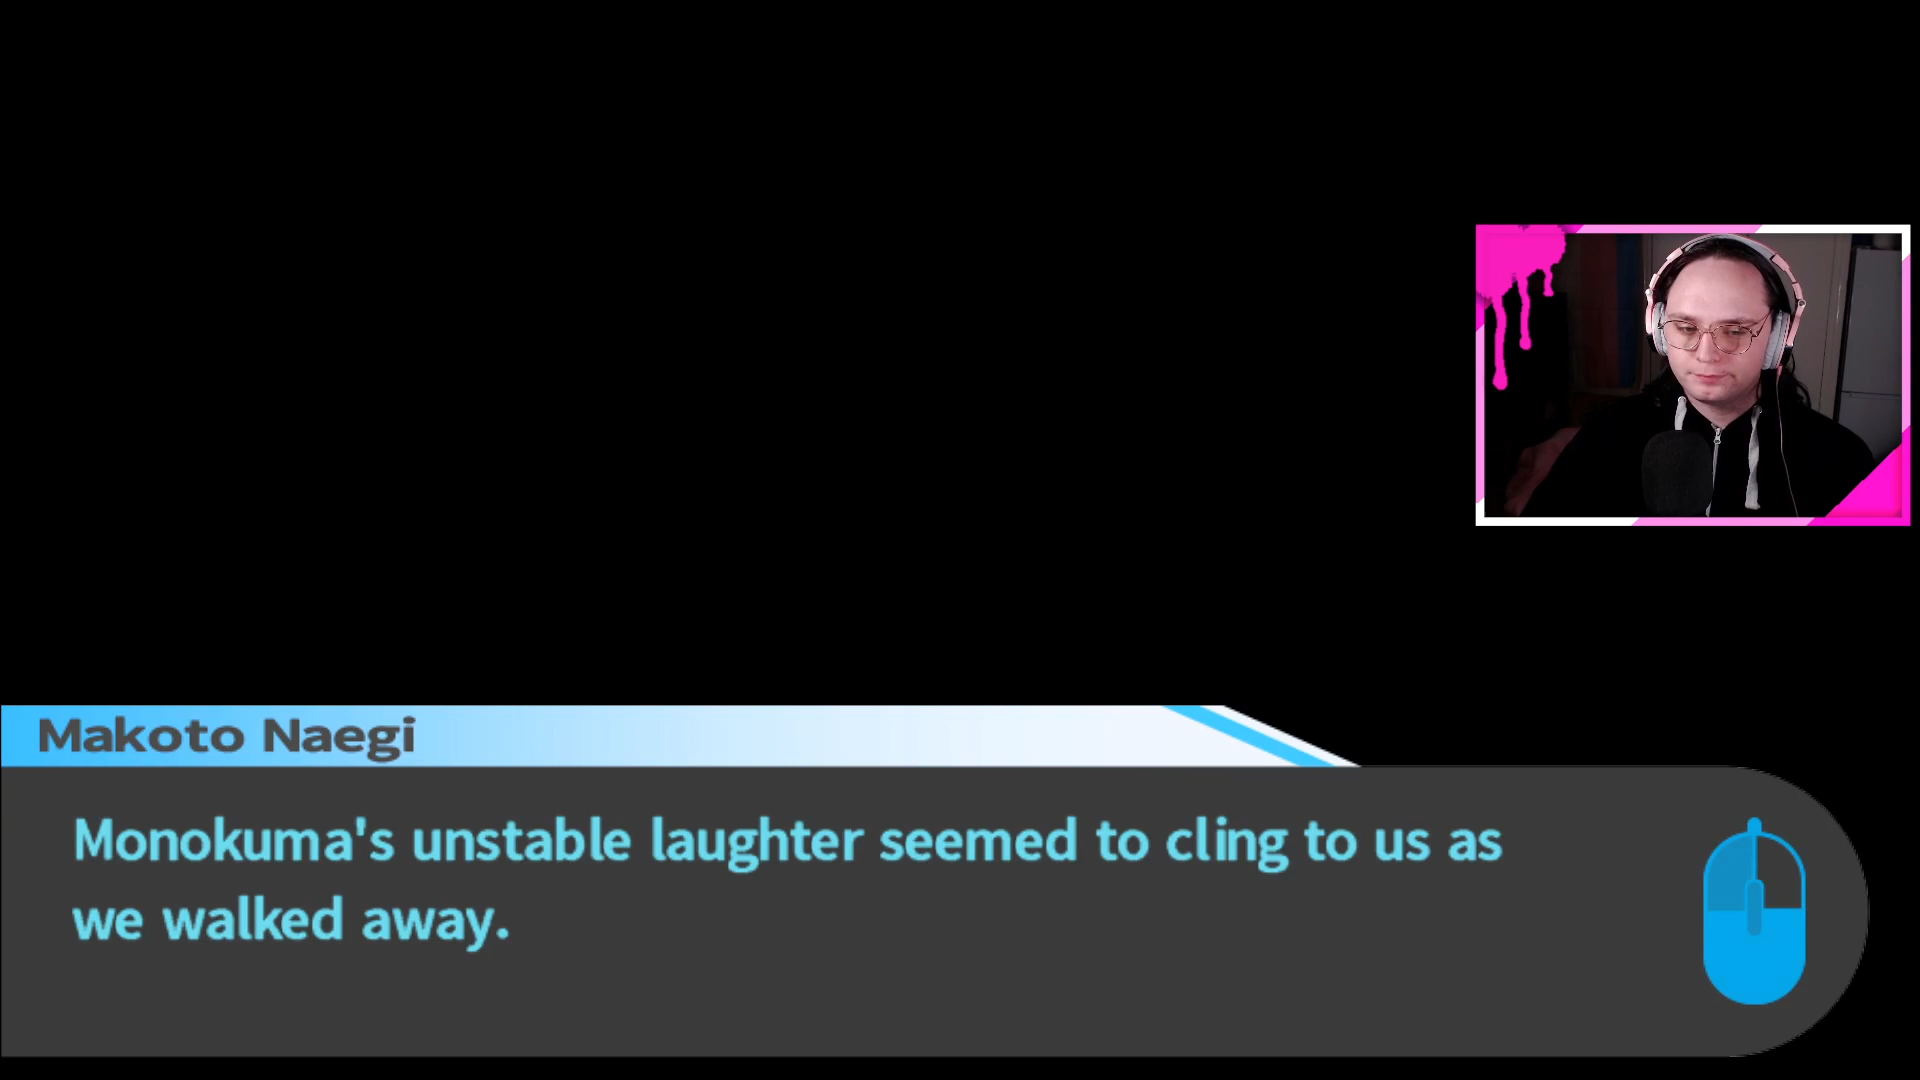 Makoto Naegi
Monokuma's unstable laughter seemed to cling to us as
we walked away.